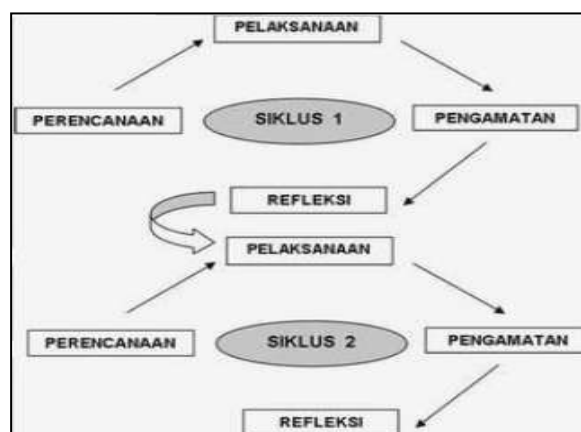 PELAKSANAAN
PERENCANAAN
SIKLUS 1
PENGAMATAN
REFLEKSI
PELAKSANAAN
PERENCANAAN
SIKLUS 2
PENGAMATAN
REFLEKSI